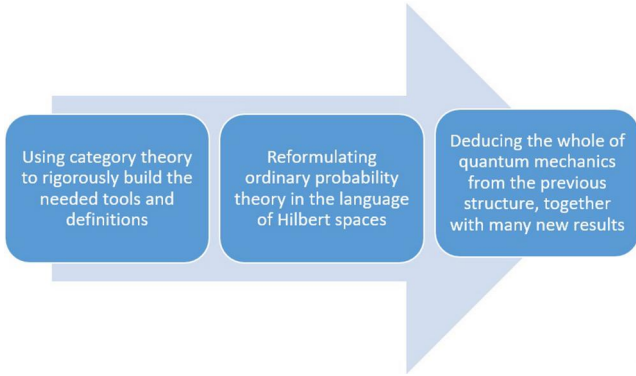 Using category theory
to rigorously build the
needed tools and
definitions
Reformulating
ordinary probability
theory in the language
of Hilbert spaces
Deducing the whole of
quantum mechanics
from the previous
structure, together
with many new results